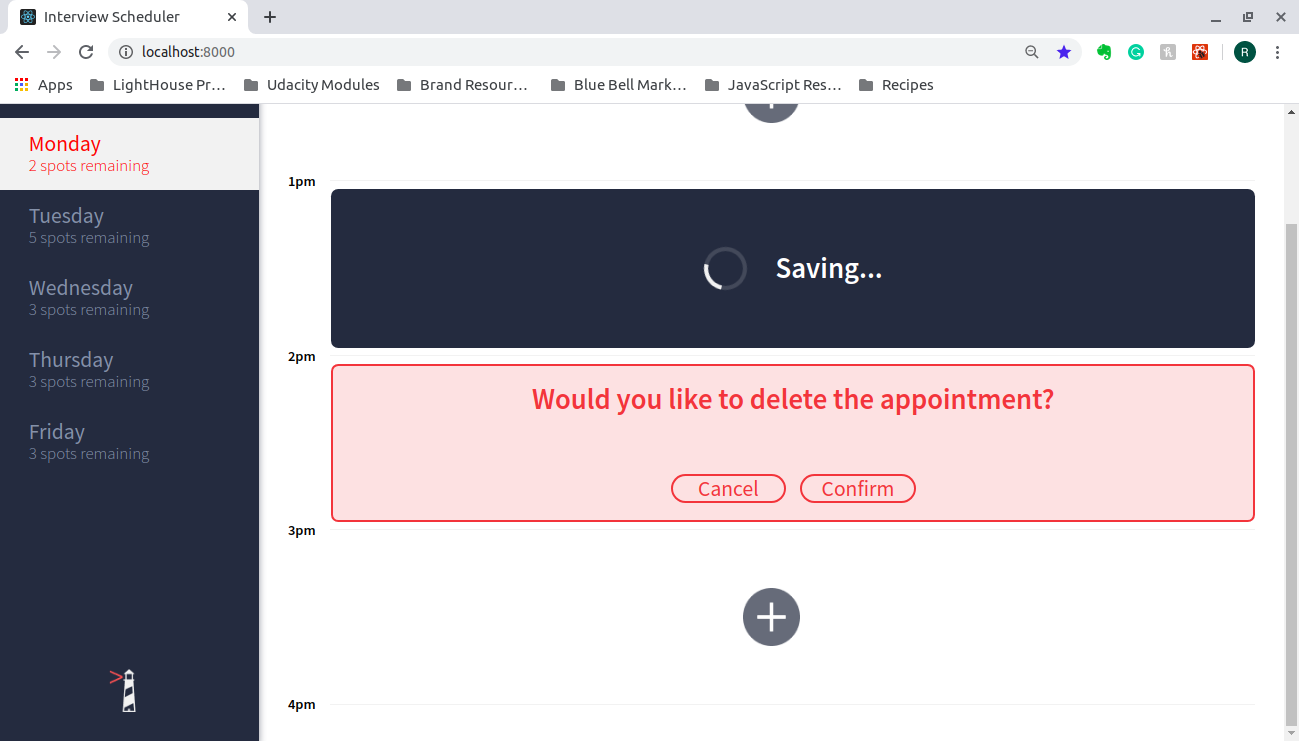 Interview Scheduler
localhost:8000
R
Apps
LightHouse Pr...
Udacity Modules
Brand Resour...
Blue Bell Mark...
JavaScript Res...
Recipes
Monday
2 spots remaining
Tuesday
5 spots remaining
Wednesday
3 spots remaining
Thursday
3 spots remaining
Friday
3 spots remaining
1pm
Saving...
2pm
Would you like to delete the appointment?
Cancel Confirm
3pm
4pm